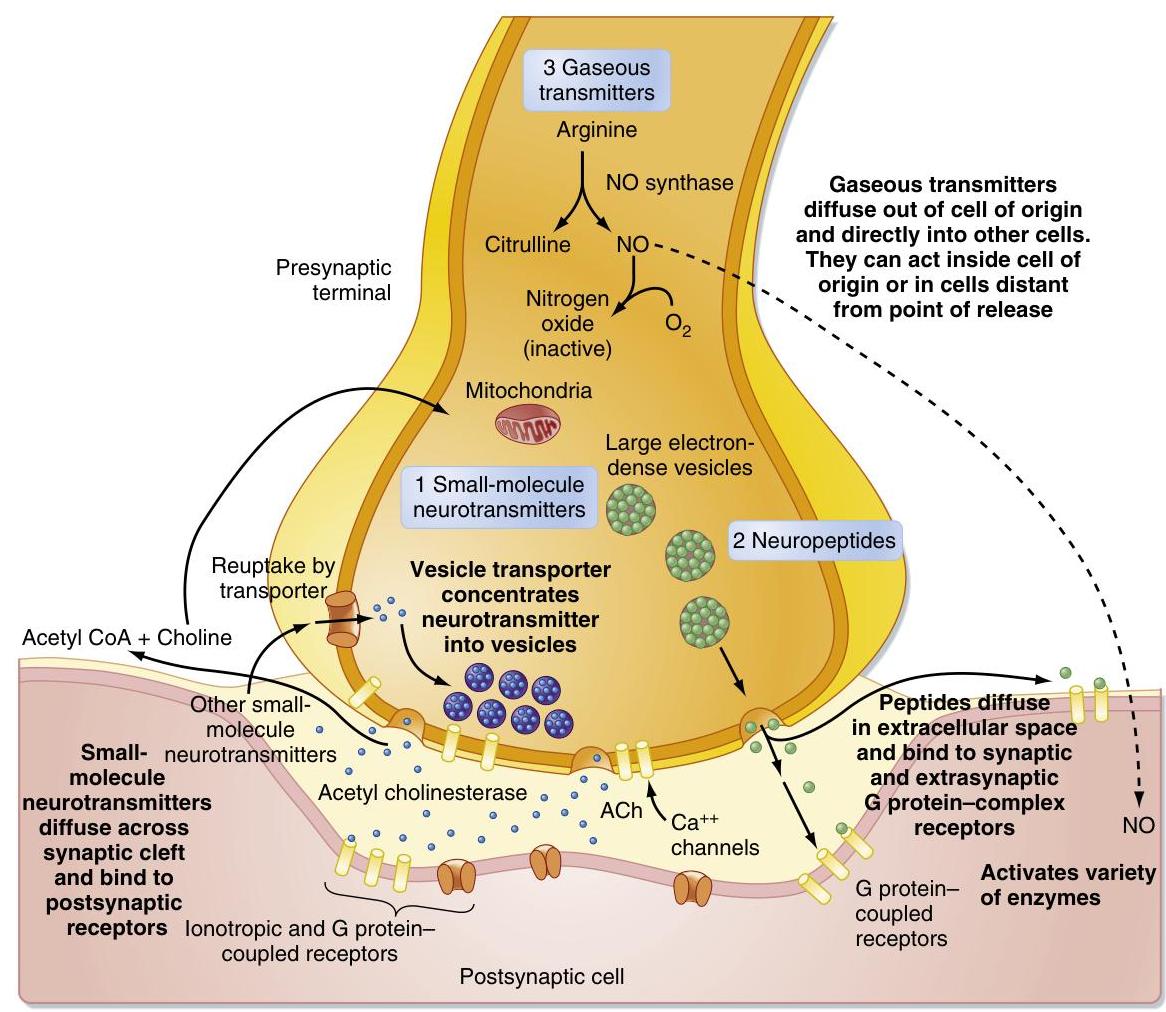 3 Gaseous
transmitters
Arginine
NO synthase
Citrulline
NO
Nitrogen
oxide
(inactive)
O2
Gaseous transmitters
diffuse out of cell of origin
and directly into other cells.
They can act inside cell of
origin or in cells distant
from point of release
Presynaptic
terminal
Mitochondria
Large electron-
dense vesicles
1 Small-molecule
neurotransmitters
2 Neuropeptides
Reuptake by
transporter
Vesicle transporter
concentrates
neurotransmitter
into vesicles
Acetyl CoA + Choline
Other small-
molecule
neurotransmitters
Small-
molecule
neurotransmitters
diffuse across
synaptic cleft
and bind to
postsynaptic
receptors
Acetyl cholinesterase
ACh
Ca++
channels
Peptides diffuse
in extracellular space
and bind to synaptic
and extrasynaptic
G protein–complex
receptors
NO
Activates variety
of enzymes
G protein–
coupled
receptors
Ionotropic and G protein–
coupled receptors
Postsynaptic cell